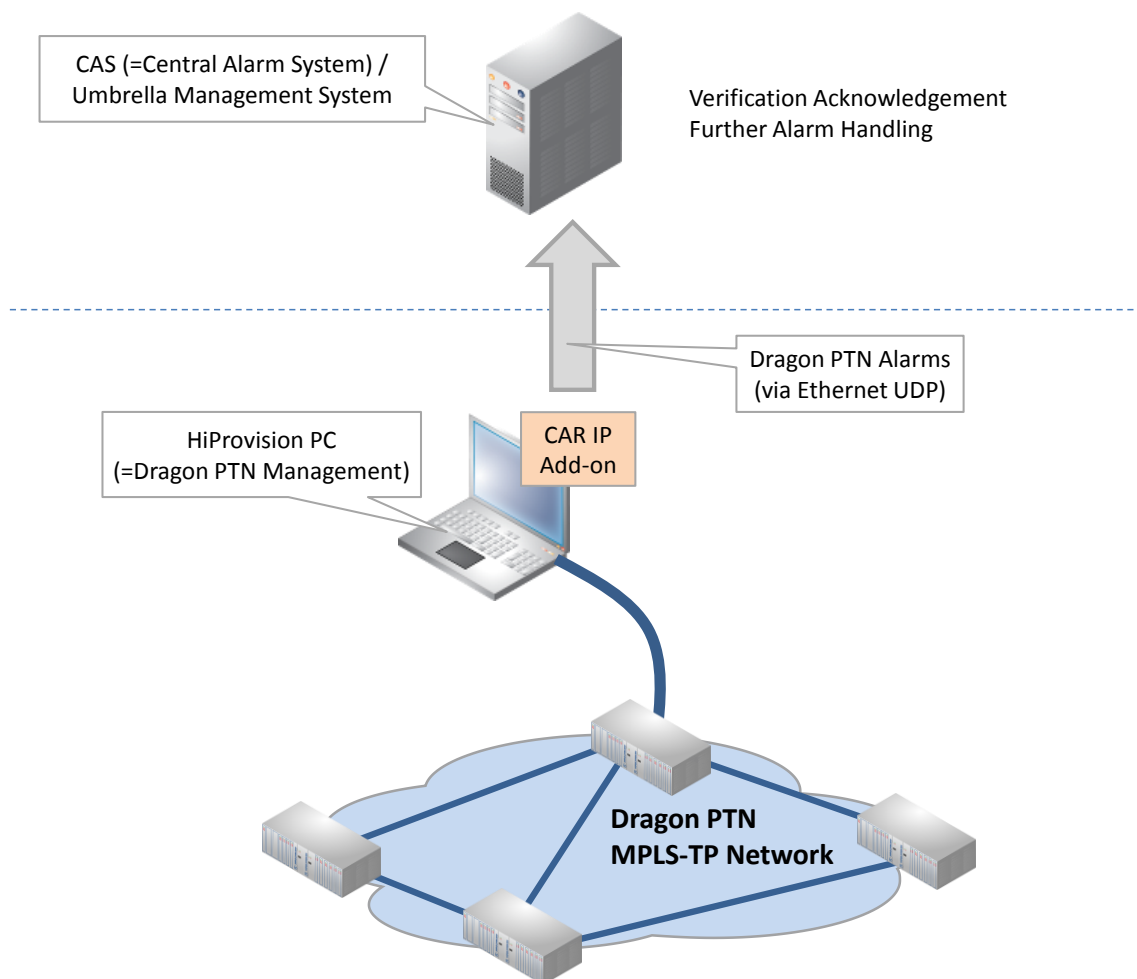 CAS (=Central Alarm System) /
Umbrella Management System
Verification Acknowledgement
Further Alarm Handling
Dragon PTN Alarms
(via Ethernet UDP)
HiProvision PC
(=Dragon PTN Management)
CAR IP
Add-on
Dragon PTN
MPLS-TP Network